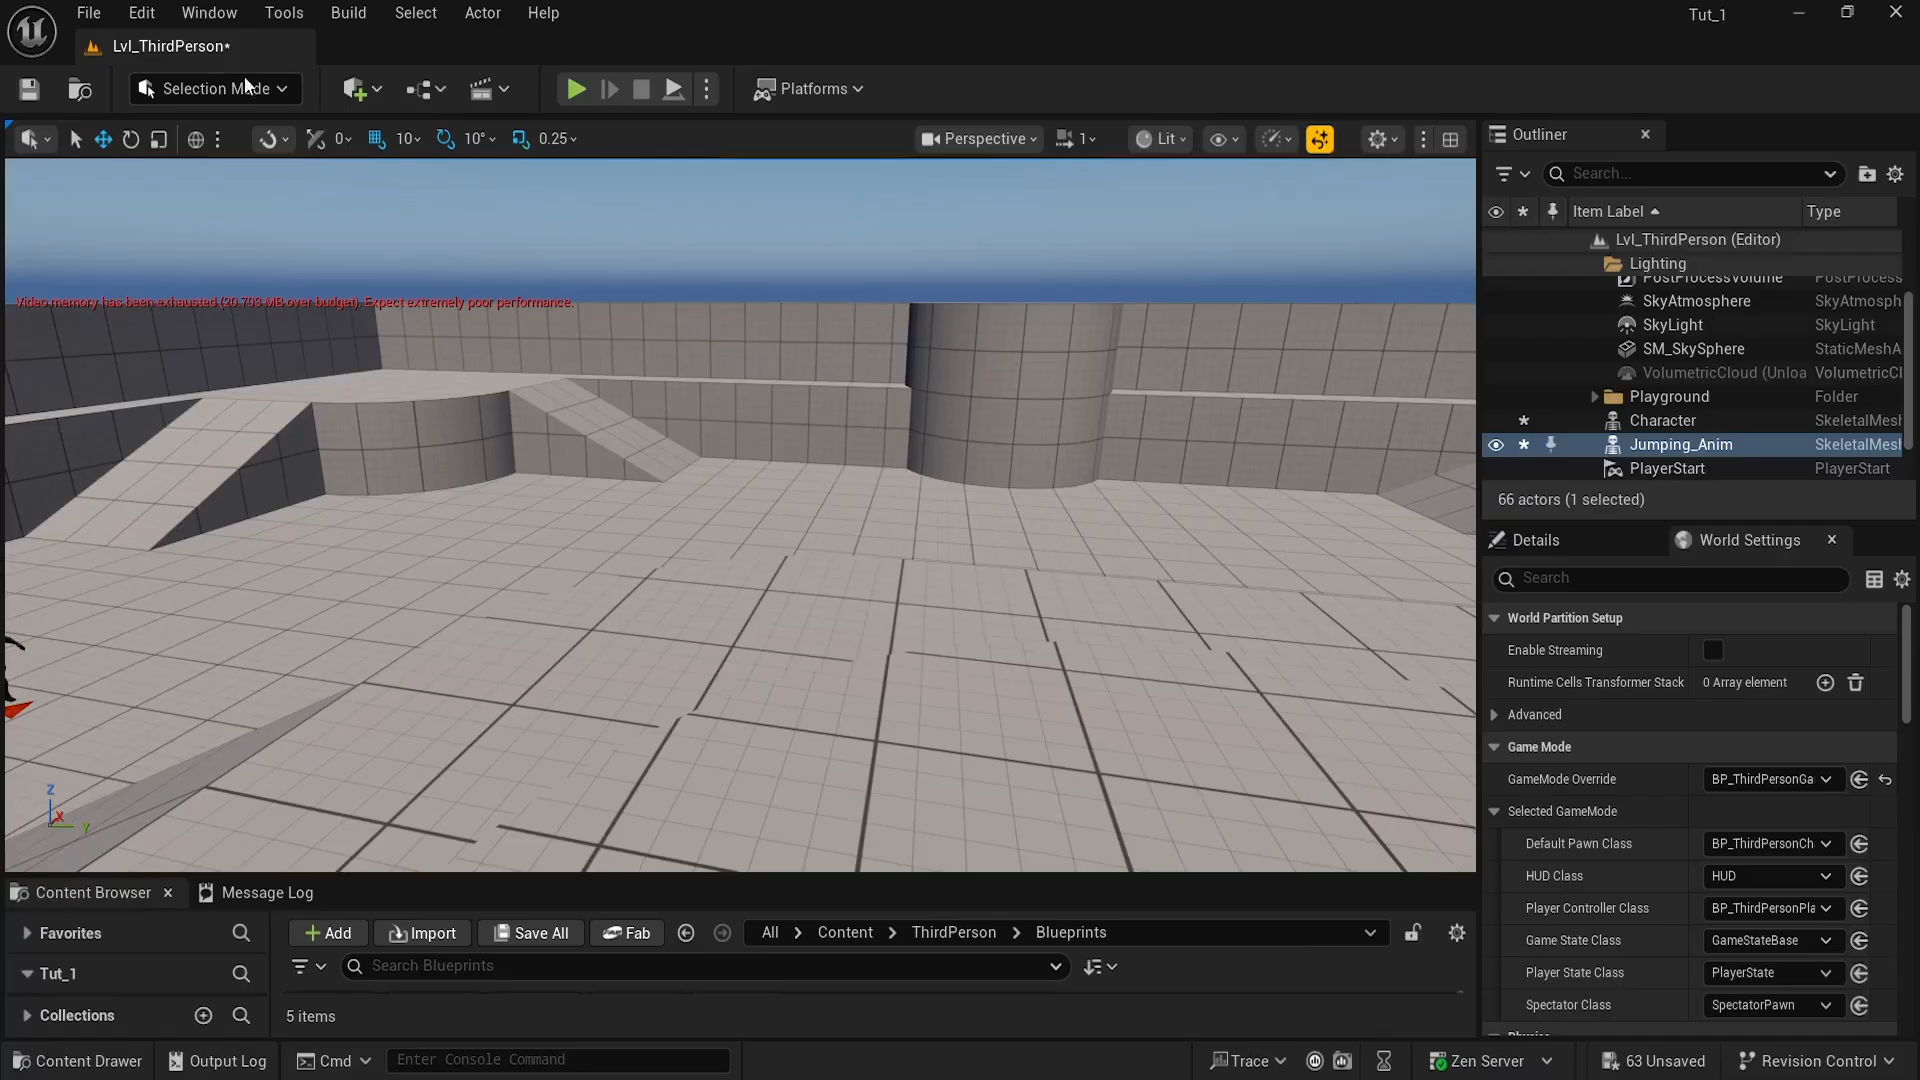 File Edit Window Tools Build Select Actor Help
Tut_1
Lvl_ThirdPerson*
Selection Mode
Platforms
0 10 10° 0.25
Perspective 1 Lit
Video memory has been exhausted (20.793 MB over budget). Expect extremely poor performance.
Z
X
Y
Outliner
Search...
Item Label Type
Lvl_ThirdPerson (Editor)
Lighting
PostProcessVolume PostProcess
SkyAtmosphere SkyAtmosph
SkyLight SkyLight
SM_SkySphere StaticMeshA
VolumetricCloud (Unloa VolumetricCl
Playground Folder
Character SkeletalMesh
Jumping_Anim SkeletalMesh
PlayerStart PlayerStart
66 actors (1 selected)
Details World Settings
Search
World Partition Setup
Enable Streaming
Runtime Cells Transformer Stack 0 Array element
Advanced
Game Mode
GameMode Override BP_ThirdPersonGa
Selected GameMode
Default Pawn Class BP_ThirdPersonCh
HUD Class HUD
Player Controller Class BP_ThirdPersonPla
Game State Class GameStateBase
Player State Class PlayerState
Spectator Class SpectatorPawn
Physics
Content Browser Message Log
Favorites
Tut_1
Collections
Add Import Save All Fab All Content ThirdPerson Blueprints
Search Blueprints
5 items
Content Drawer Output Log Cmd Enter Console Command Trace Zen Server 63 Unsaved Revision Control